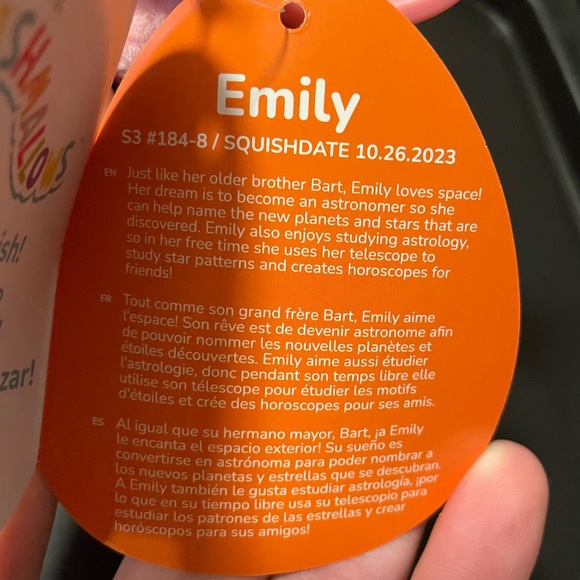 SHMALLOWS
ish!
zar!
Emily
S3 #184-8 / SQUISHDATE 10.26.2023
EN Just like her older brother Bart, Emily loves space!
Her dream is to become an astronomer so she
can help name the new planets and stars that are
discovered. Emily also enjoys studying astrology,
so in her free time she uses her telescope to
study star patterns and creates horoscopes for
friends!
FR Tout comme son grand frère Bart, Emily aime
l'espace! Son rêve est de devenir astronome afin
de pouvoir nommer les nouvelles planètes et
étoiles découvertes. Emily aime aussi étudier
l'astrologie, donc pendant son temps libre elle
utilise son télescope pour étudier les motifs
d'étoiles et crée des horoscopes pour ses amis.
ES Al igual que su hermano mayor, Bart, ¡a Emily
le encanta el espacio exterior! Su sueño es
convertirse en astrónoma para poder nombrar a
los nuevos planetas y estrellas que se descubran.
A Emily también le gusta estudiar astrología, ¡por
lo que en su tiempo libre usa su telescopio para
estudiar los patrones de las estrellas y crear
horóscopos para sus amigos!